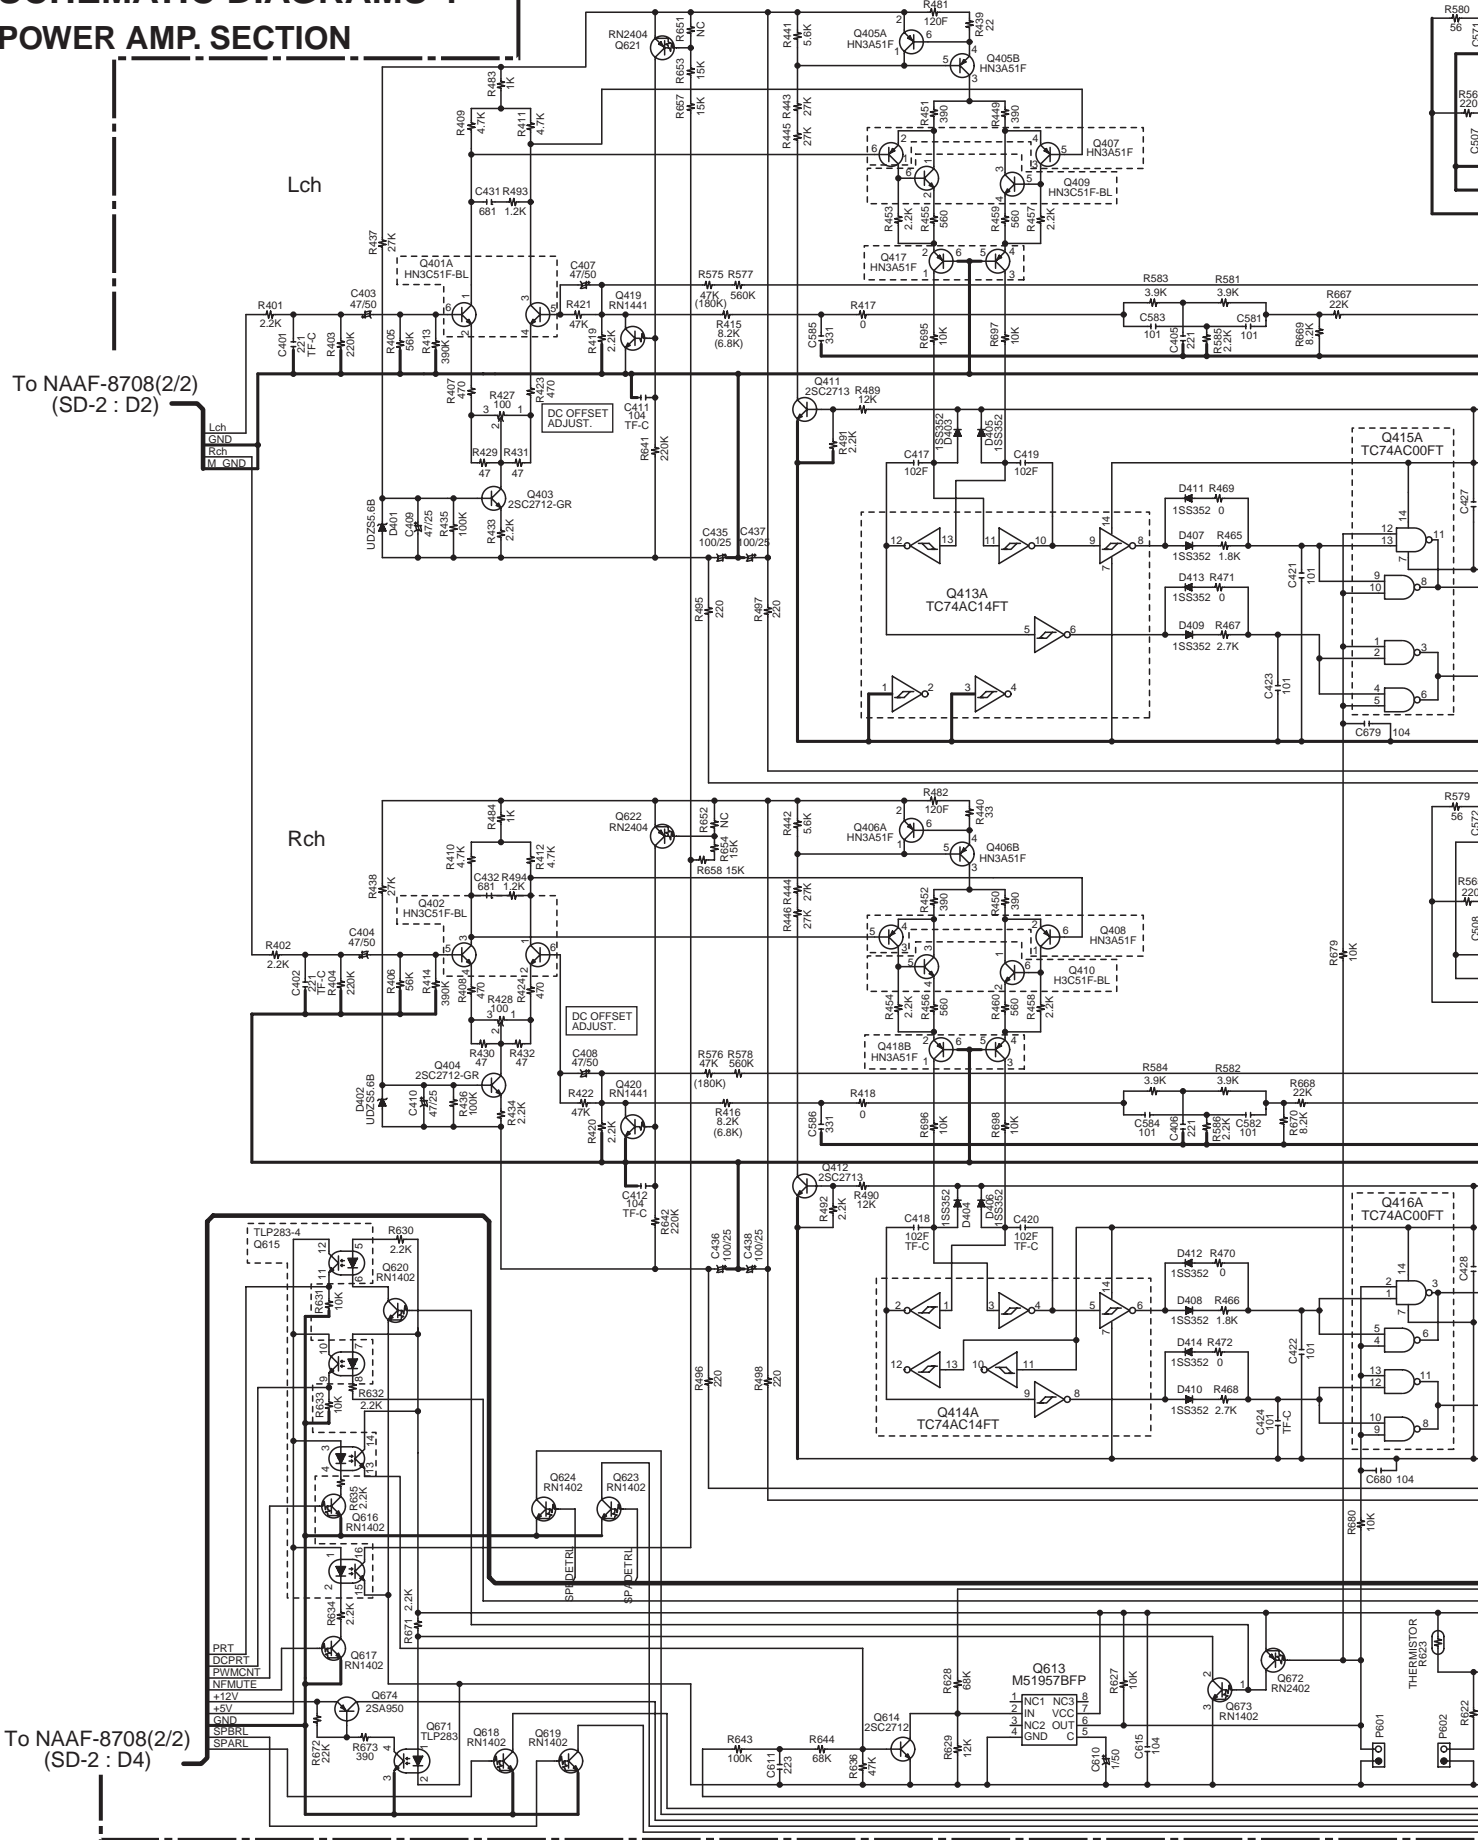 SCHEMATIC DIAGRAMS-1
POWER AMP. SECTION
Lch
To NAAF-8708(2/2)
(SD-2 : D2)
Lch
GND
Rch
M GND
R401
2.2K
C401
221
TF-C
R403
220K
C403
47/50
R405
56K
R413
390K
R437
27K
Q401A
HN3C51F-BL
R409
4.7K
R411
4.7K
R483
1K
C431 R493
681 1.2K
R407
470
R423
470
R427
100
R429
47
R431
47
DC OFFSET
ADJUST.
Q403
2SC2712-GR
UDZS5.6B
D401
C409
47/25
R435
100K
R433
2.2K
C407
47/50
R421
47K
R419
2.2K
Q419
RN1441
C411
104
TF-C
R641
220K
RN2404
Q621
R651
NC
R653
15K
R657
15K
R575 R577
47K 560K
(180K)
R415
8.2K
(6.8K)
C435
100/25
C437
100/25
R495
220
R497
220
R441
5.6K
R443
27K
R445
27K
R481
120F
R439
22
Q405A
HN3A51F
Q405B
HN3A51F
R451
390
R449
390
Q407
HN3A51F
Q409
HN3C51F-BL
R453
2.2K
R455
560
R459
560
R457
2.2K
Q417
HN3A51F
R417
0
C585
331
R695
10K
R697
10K
Q411
2SC2713
R489
12K
R491
2.2K
1SS352
D403
D405
1SS352
C417
102F
C419
102F
Q413A
TC74AC14FT
R583
3.9K
R581
3.9K
C583
101
C405
221
R585
2.2K
C581
101
R667
22K
R669
8.2K
D411 R469
1SS352 0
D407 R465
1SS352 1.8K
D413 R471
1SS352 0
D409 R467
1SS352 2.7K
C421
101
C423
101
Q415A
TC74AC00FT
C427
C679 104
R580
56
C571
C507
Rch
R402
2.2K
C402
221
TF-C
R404
220K
C404
47/50
R406
56K
R414
390K
R438
27K
Q402
HN3C51F-BL
R410
4.7K
R412
4.7K
R484
1K
C432 R494
681 1.2K
R408
470
R424
470
R428
100
R430
47
R432
47
DC OFFSET
ADJUST.
Q404
2SC2712-GR
D402
UDZS5.6B
C410
47/25
R436
100K
R434
2.2K
C408
47/50
R422
47K
R420
2.2K
Q420
RN1441
C412
104
TF-C
R642
220K
Q622
RN2404
R652
NC
R654
15K
R658 15K
R576 R578
47K 560K
(180K)
R416
8.2K
(6.8K)
C436
100/25
C438
100/25
R496
220
R498
220
R442
5.6K
R444
27K
R446
27K
R482
120F
R440
33
Q406A
HN3A51F
Q406B
HN3A51F
R452
390
R450
390
Q408
HN3A51F
Q410
H3C51F-BL
R454
2.2K
R456
560
R460
560
R458
2.2K
Q418B
HN3A51F
R418
0
C586
331
R696
10K
R698
10K
Q412
2SC2713
R490
12K
R492
2.2K
1SS352
D404
D406
1SS352
C418
102F
TF-C
C420
102F
TF-C
Q414A
TC74AC14FT
R584
3.9K
R582
3.9K
C584
101
C406
221
R586
2.2K
C582
101
R668
22K
R670
8.2K
D412 R470
1SS352 0
D408 R466
1SS352 1.8K
D414 R472
1SS352 0
D410 R468
1SS352 2.7K
C422
101
C424
101
TF-C
Q416A
TC74AC00FT
C428
C680 104
R679
10K
R680
10K
R579
56
C572
C508
TLP283-4
Q615
R630
2.2K
R631
10K
Q620
RN1402
R633
10K
R632
2.2K
R635
2.2K
Q616
RN1402
R634
2.2K
Q617
RN1402
R671 2.2K
Q624
RN1402
Q623
RN1402
SPBDETRL
SPADETRL
PRT
DCPRT
PWMCNT
NFMUTE
+12V
+5V
GND
SPBRL
SPARL
To NAAF-8708(2/2)
(SD-2 : D4)
Q674
2SA950
R672
22K
R673
390
Q671
TLP283
Q618
RN1402
Q619
RN1402
R643
100K
C611
223
R644
68K
R636
47K
Q614
2SC2712
R628
68K
R629
12K
Q613
M51957BFP
1 NC1 NC3 8
2 IN VCC 7
3 NC2 OUT 6
4 GND C 5
R627
10K
C610
1/50
C615
104
Q673
RN1402
Q672
RN2402
P601
P602
THERMISTOR
R623
R622